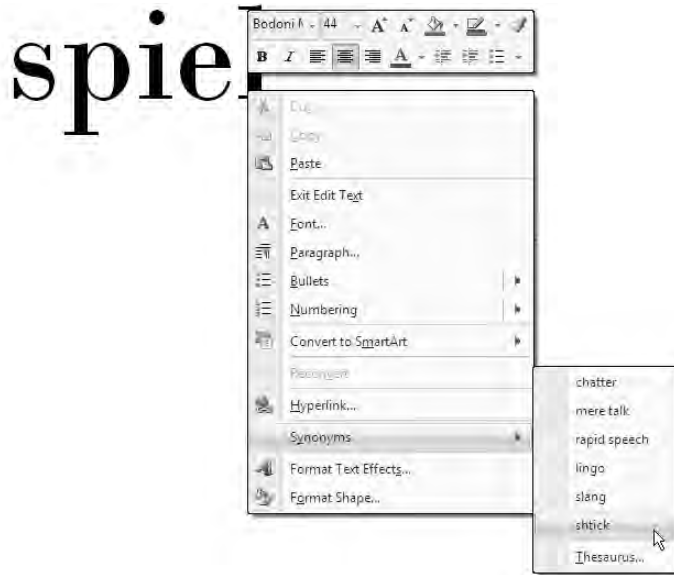 spiel
Bodoni M 44 A A
B I A
Cut
Copy
Paste
Exit Edit Text
A Font...
Paragraph...
Bullets
Numbering
Convert to SmartArt
Reconvert
Hyperlink...
Synonyms
Format Text Effects...
Format Shape...
chatter
mere talk
rapid speech
lingo
slang
shtick
Thesaurus...